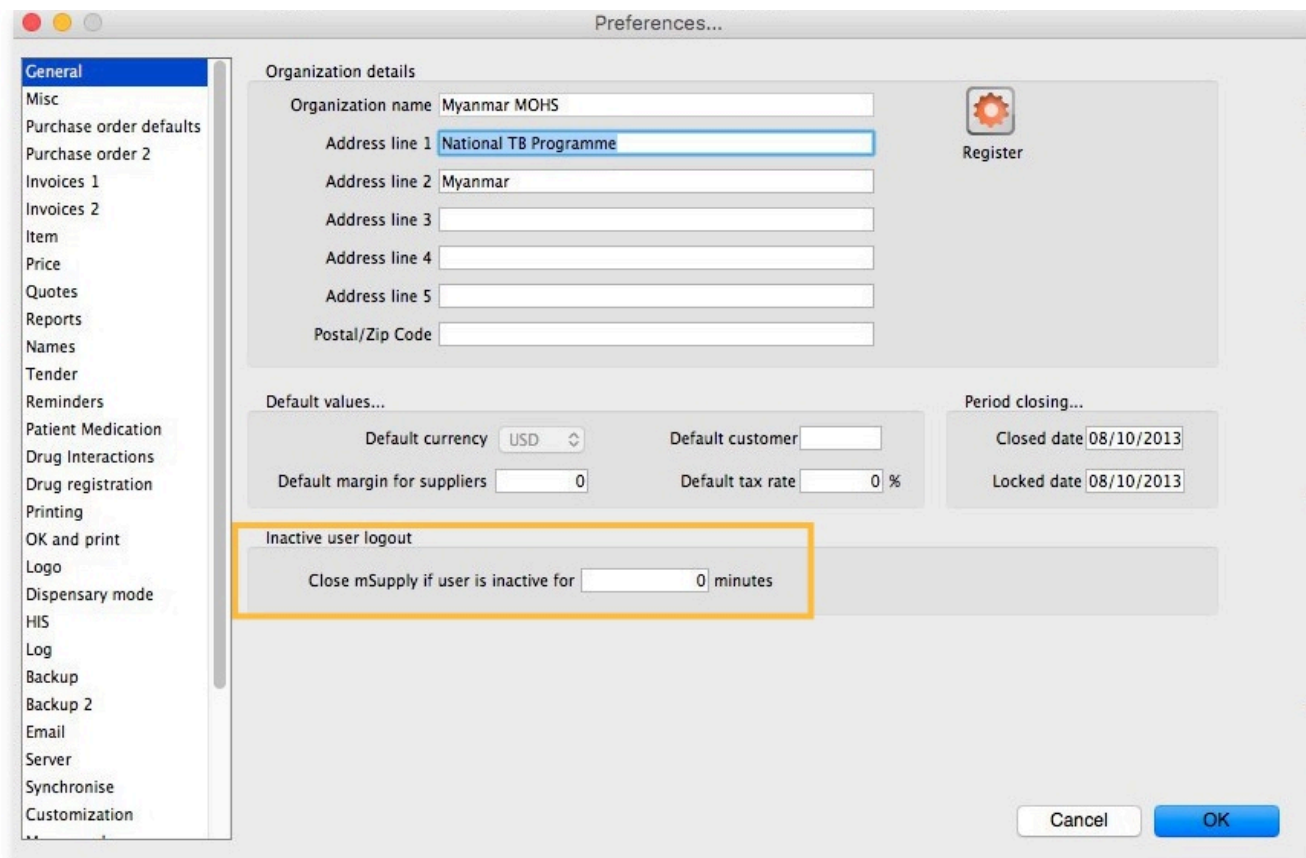 Preferences...
General
Misc
Purchase order defaults
Purchase order 2
Invoices 1
Invoices 2
Item
Price
Quotes
Reports
Names
Tender
Reminders
Patient Medication
Drug Interactions
Drug registration
Printing
OK and print
Logo
Dispensary mode
HIS
Log
Backup
Backup 2
Email
Server
Synchronise
Customization
Organization details
Organization name Myanmar MOHS
Address line 1 National TB Programme
Address line 2 Myanmar
Address line 3
Address line 4
Address line 5
Postal/Zip Code
Register
Default values...
Default currency USD Default customer
Default margin for suppliers 0 Default tax rate 0 %
Period closing...
Closed date 08/10/2013
Locked date 08/10/2013
Inactive user logout
Close mSupply if user is inactive for 0 minutes
Cancel OK